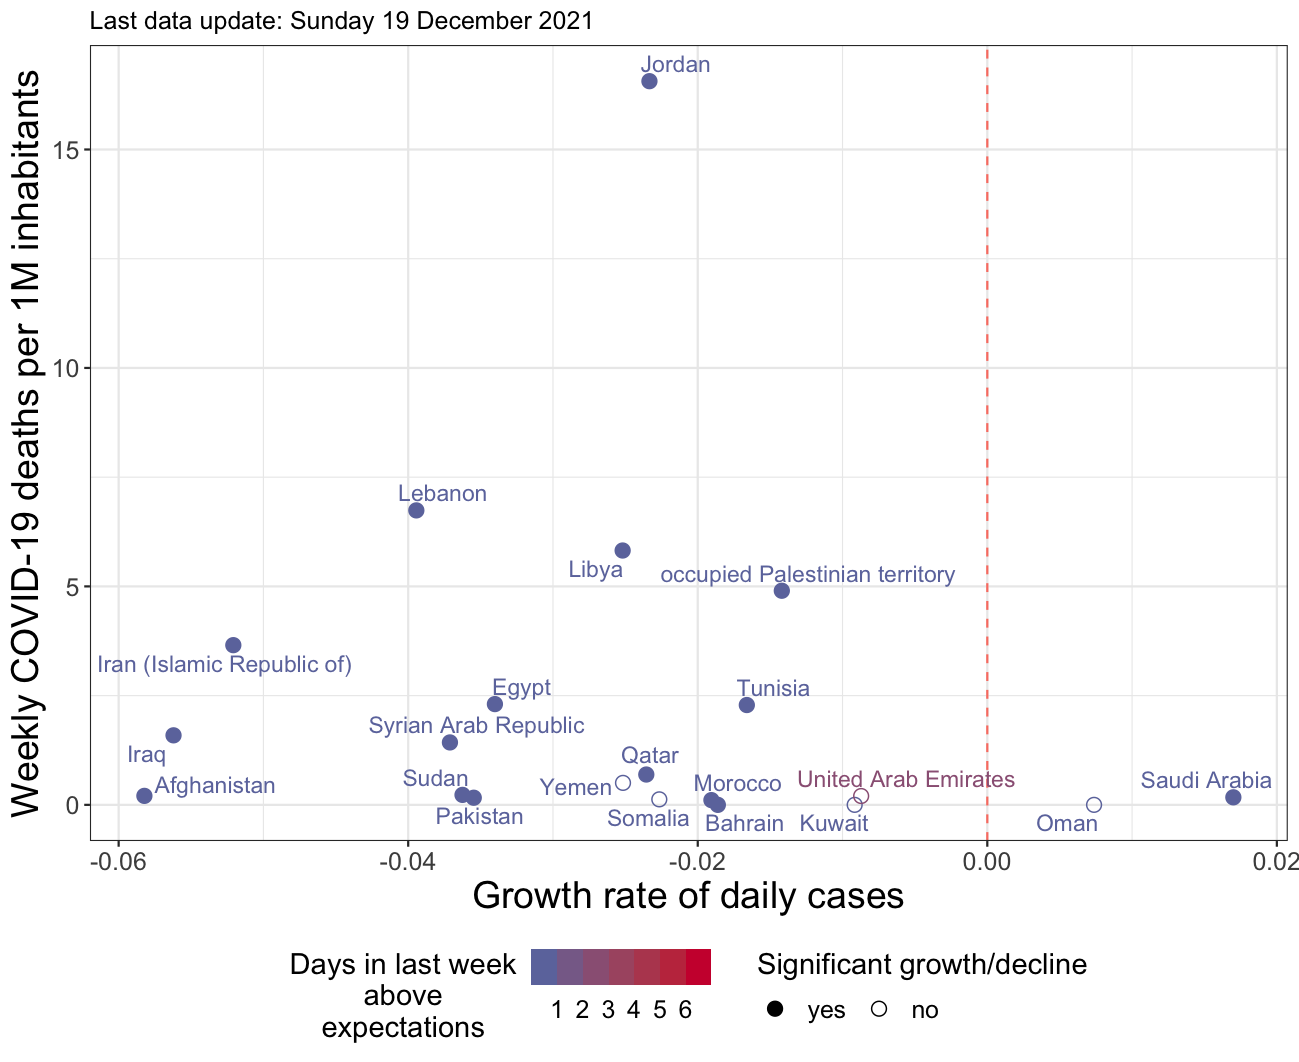 Last data update: Sunday 19 December 2021
Weekly COVID-19 deaths per 1M inhabitants
15
10
5
0
Jordan
Lebanon
Libya
occupied Palestinian territory
Iran (Islamic Republic of)
Egypt
Tunisia
Syrian Arab Republic
Iraq
Qatar
Afghanistan
Sudan
Yemen
Morocco
United Arab Emirates
Saudi Arabia
Pakistan
Somalia
Bahrain
Kuwait
Oman
-0.06
-0.04
-0.02
0.00
0.02
Growth rate of daily cases
Days in last week
above
expectations
1 2 3 4 5 6
Significant growth/decline
yes
no